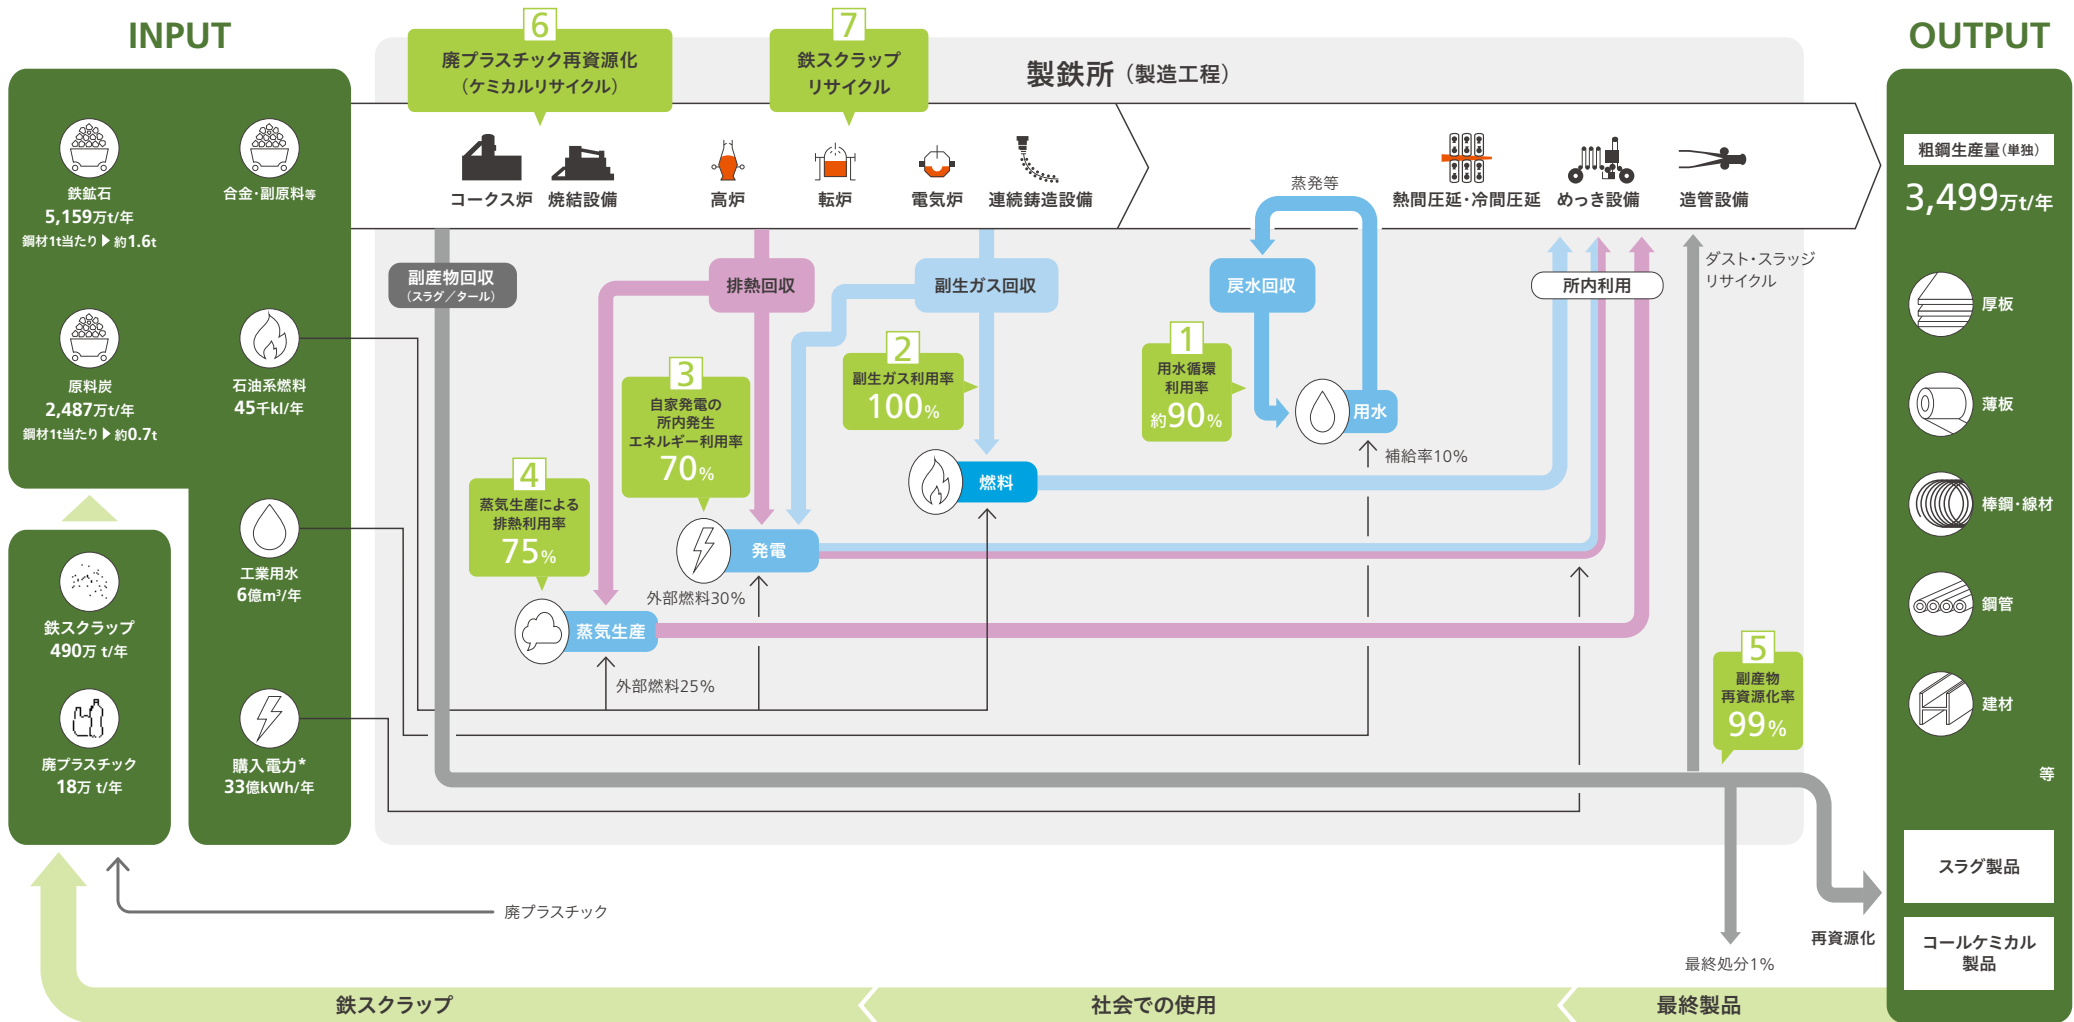 INPUT
鉄鉱石
5,159万t/年
鋼材1t当たり▶約1.6t
合金・副原料等
原料炭
2,487万t/年
鋼材1t当たり▶約0.7t
石油系燃料
45千kl/年
工業用水
6億m³/年
購入電力*
33億kWh/年
鉄スクラップ
490万 t/年
廃プラスチック
18万 t/年
6
廃プラスチック再資源化
（ケミカルリサイクル）
7
鉄スクラップ
リサイクル
製鉄所（製造工程）
コークス炉
焼結設備
高炉
転炉
電気炉
連続鋳造設備
蒸発等
熱間圧延・冷間圧延
めっき設備
造管設備
副産物回収
（スラグ／タール）
排熱回収
副生ガス回収
戻水回収
所内利用
ダスト・スラッジ
リサイクル
1
用水循環
利用率
約90%
2
副生ガス利用率
100%
3
自家発電の
所内発生
エネルギー利用率
70%
4
蒸気生産による
排熱利用率
75%
用水
補給率10%
燃料
発電
外部燃料30%
蒸気生産
外部燃料25%
5
副産物
再資源化率
99%
OUTPUT
粗鋼生産量（単独）
3,499万t/年
厚板
薄板
棒鋼・線材
鋼管
建材
等
スラグ製品
コールケミカル
製品
再資源化
最終処分1%
廃プラスチック
鉄スクラップ
社会での使用
最終製品